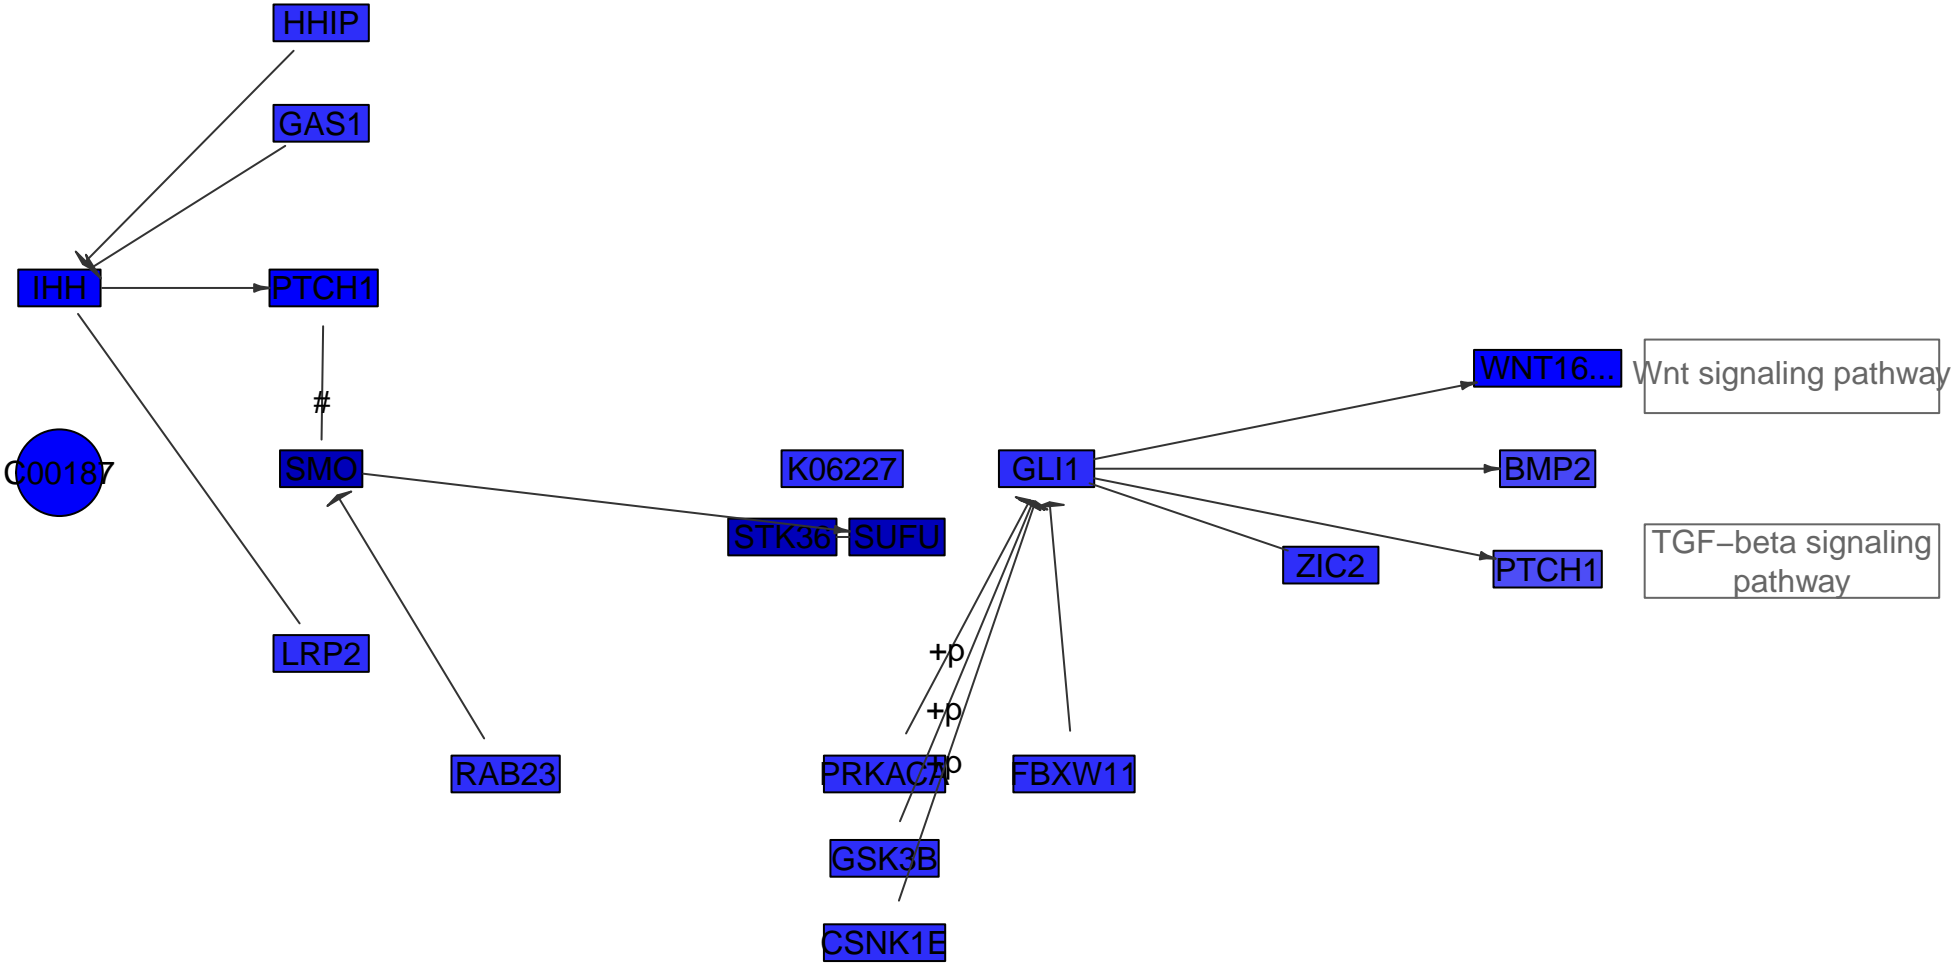 HHIP
GAS1
IHH
PTCH1
#
WNT16...
Wnt signaling pathway
C00187
SMO
K06227
GLI1
BMP2
STK36
SUFU
ZIC2
PTCH1
TGF−beta signaling
pathway
LRP2
+p
+p
+p
RAB23
PRKACA
FBXW11
GSK3B
CSNK1E